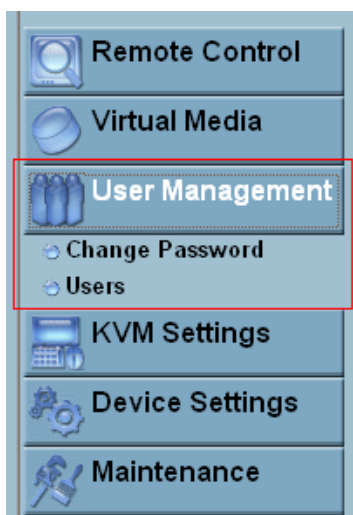 Remote Control
Virtual Media
User Management
Change Password
Users
KVM Settings
Device Settings
Maintenance